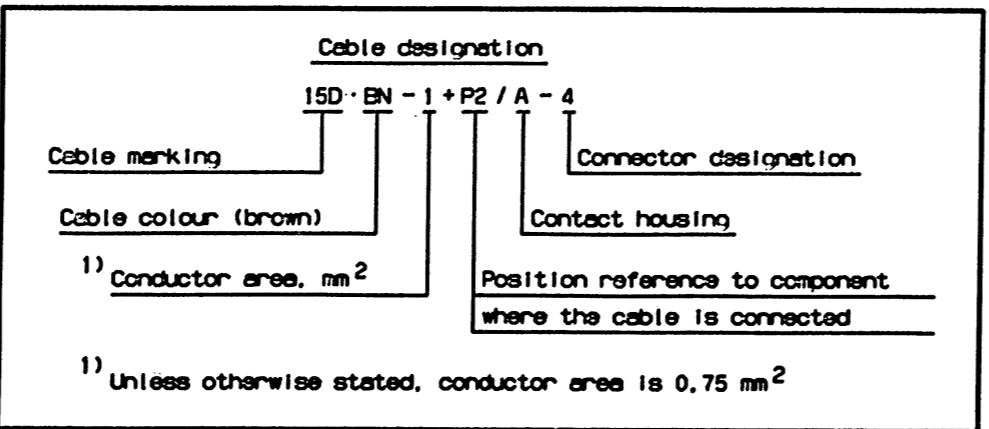 Cable designation
15D·BN - 1 + P2 / A - 4
Cable marking
Connector designation
Cable colour (brown)
Contact housing
1) Conductor area, mm2
Position reference to component
where the cable is connected
1) Unless otherwise stated, conductor area is 0,75 mm2